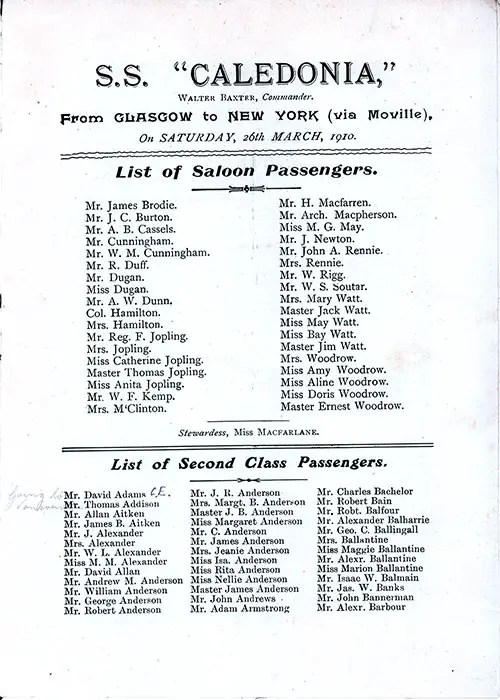 S.S. "CALEDONIA,"
WALTER BAXTER, Commander.
From GLASGOW to NEW YORK (via Moville),
On SATURDAY, 26th MARCH, 1910.
List of Saloon Passengers.
Mr. James Brodie.
Mr. J. C. Burton.
Mr. A. B. Cassels.
Mr. Cunningham.
Mr. W. M. Cunningham.
Mr. R. Duff.
Mr. Dugan.
Miss Dugan.
Mr. A. W. Dunn.
Col. Hamilton.
Mrs. Hamilton.
Mr. Reg. F. Jopling.
Mrs. Jopling.
Miss Catherine Jopling.
Master Thomas Jopling.
Miss Anita Jopling.
Mr. W. F. Kemp.
Mrs. M'Clinton.
Mr. H. Macfarren.
Mr. Arch. Macpherson.
Miss M. G. May.
Mr. J. Newton.
Mr. John A. Rennie.
Mrs. Rennie.
Mr. W. Rigg.
Mr. W. S. Soutar.
Mrs. Mary Watt.
Master Jack Watt.
Miss May Watt.
Miss Bay Watt.
Master Jim Watt.
Mrs. Woodrow.
Miss Amy Woodrow.
Miss Aline Woodrow.
Miss Doris Woodrow.
Master Ernest Woodrow.
Stewardess, MISS MACFARLANE.
List of Second Class Passengers.
Mr. David Adams C.E.
Mr. Thomas Addison
Mr. Allan Aitken
Mr. James B. Aitken
Mr. J. Alexander
Mrs. Alexander
Mr. W. L. Alexander
Miss M. M. Alexander
Mr. David Allan
Mr. Andrew M. Anderson
Mr. William Anderson
Mr. George Anderson
Mr. Robert Anderson
Mr. J. R. Anderson
Mrs. Margt. B. Anderson
Master J. B. Anderson
Miss Margaret Anderson
Mr. C. Anderson
Mr. James Anderson
Mrs. Jeanie Anderson
Miss Isa. Anderson
Miss Rita Anderson
Miss Nellie Anderson
Master James Anderson
Mr. John Andrews
Mr. Adam Armstrong
Mr. Charles Bachelor
Mr. Robert Bain
Mr. Robt. Balfour
Mr. Alexander Balharrie
Mr. Geo. C. Ballingall
Mrs. Ballantine
Miss Maggie Ballantine
Mr. Alexr. Ballantine
Miss Marion Ballantine
Mr. Isaac W. Balmain
Mr. Jas. W. Banks
Mr. John Bannerman
Mr. Alexr. Barbour